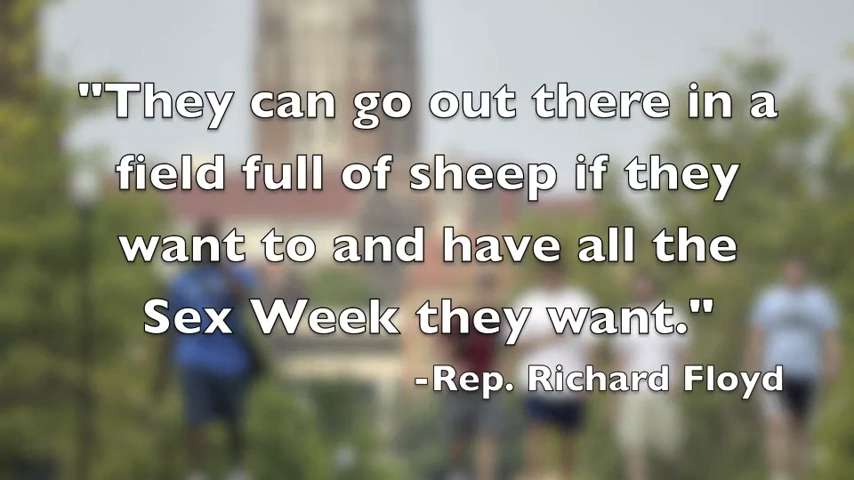 "They can go out there in a
field full of sheep if they
want to and have all the
Sex Week they want."
-Rep. Richard Floyd